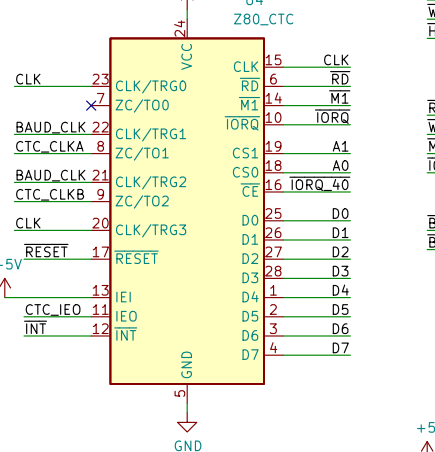 U4
Z80_CTC
24
VCC
CLK 23 CLK/TRG0
7 ZC/TO0
BAUD_CLK 22 CLK/TRG1
CTC_CLKA 8 ZC/TO1
BAUD_CLK 21 CLK/TRG2
CTC_CLKB 9 ZC/TO2
CLK 20 CLK/TRG3
RESET 17 RESET
+5V
13 IEI
CTC_IEO 11 IEO
INT 12 INT
CLK 15 CLK
RD 6 RD
M1 14 M1
IORQ 10 IORQ
CS1 19 A1
CS0 18 A0
CE 16 IORQ_40
D0 25 D0
D1 26 D1
D2 27 D2
D3 28 D3
D4 1 D4
D5 2 D5
D6 3 D6
D7 4 D7
GND
5
GND